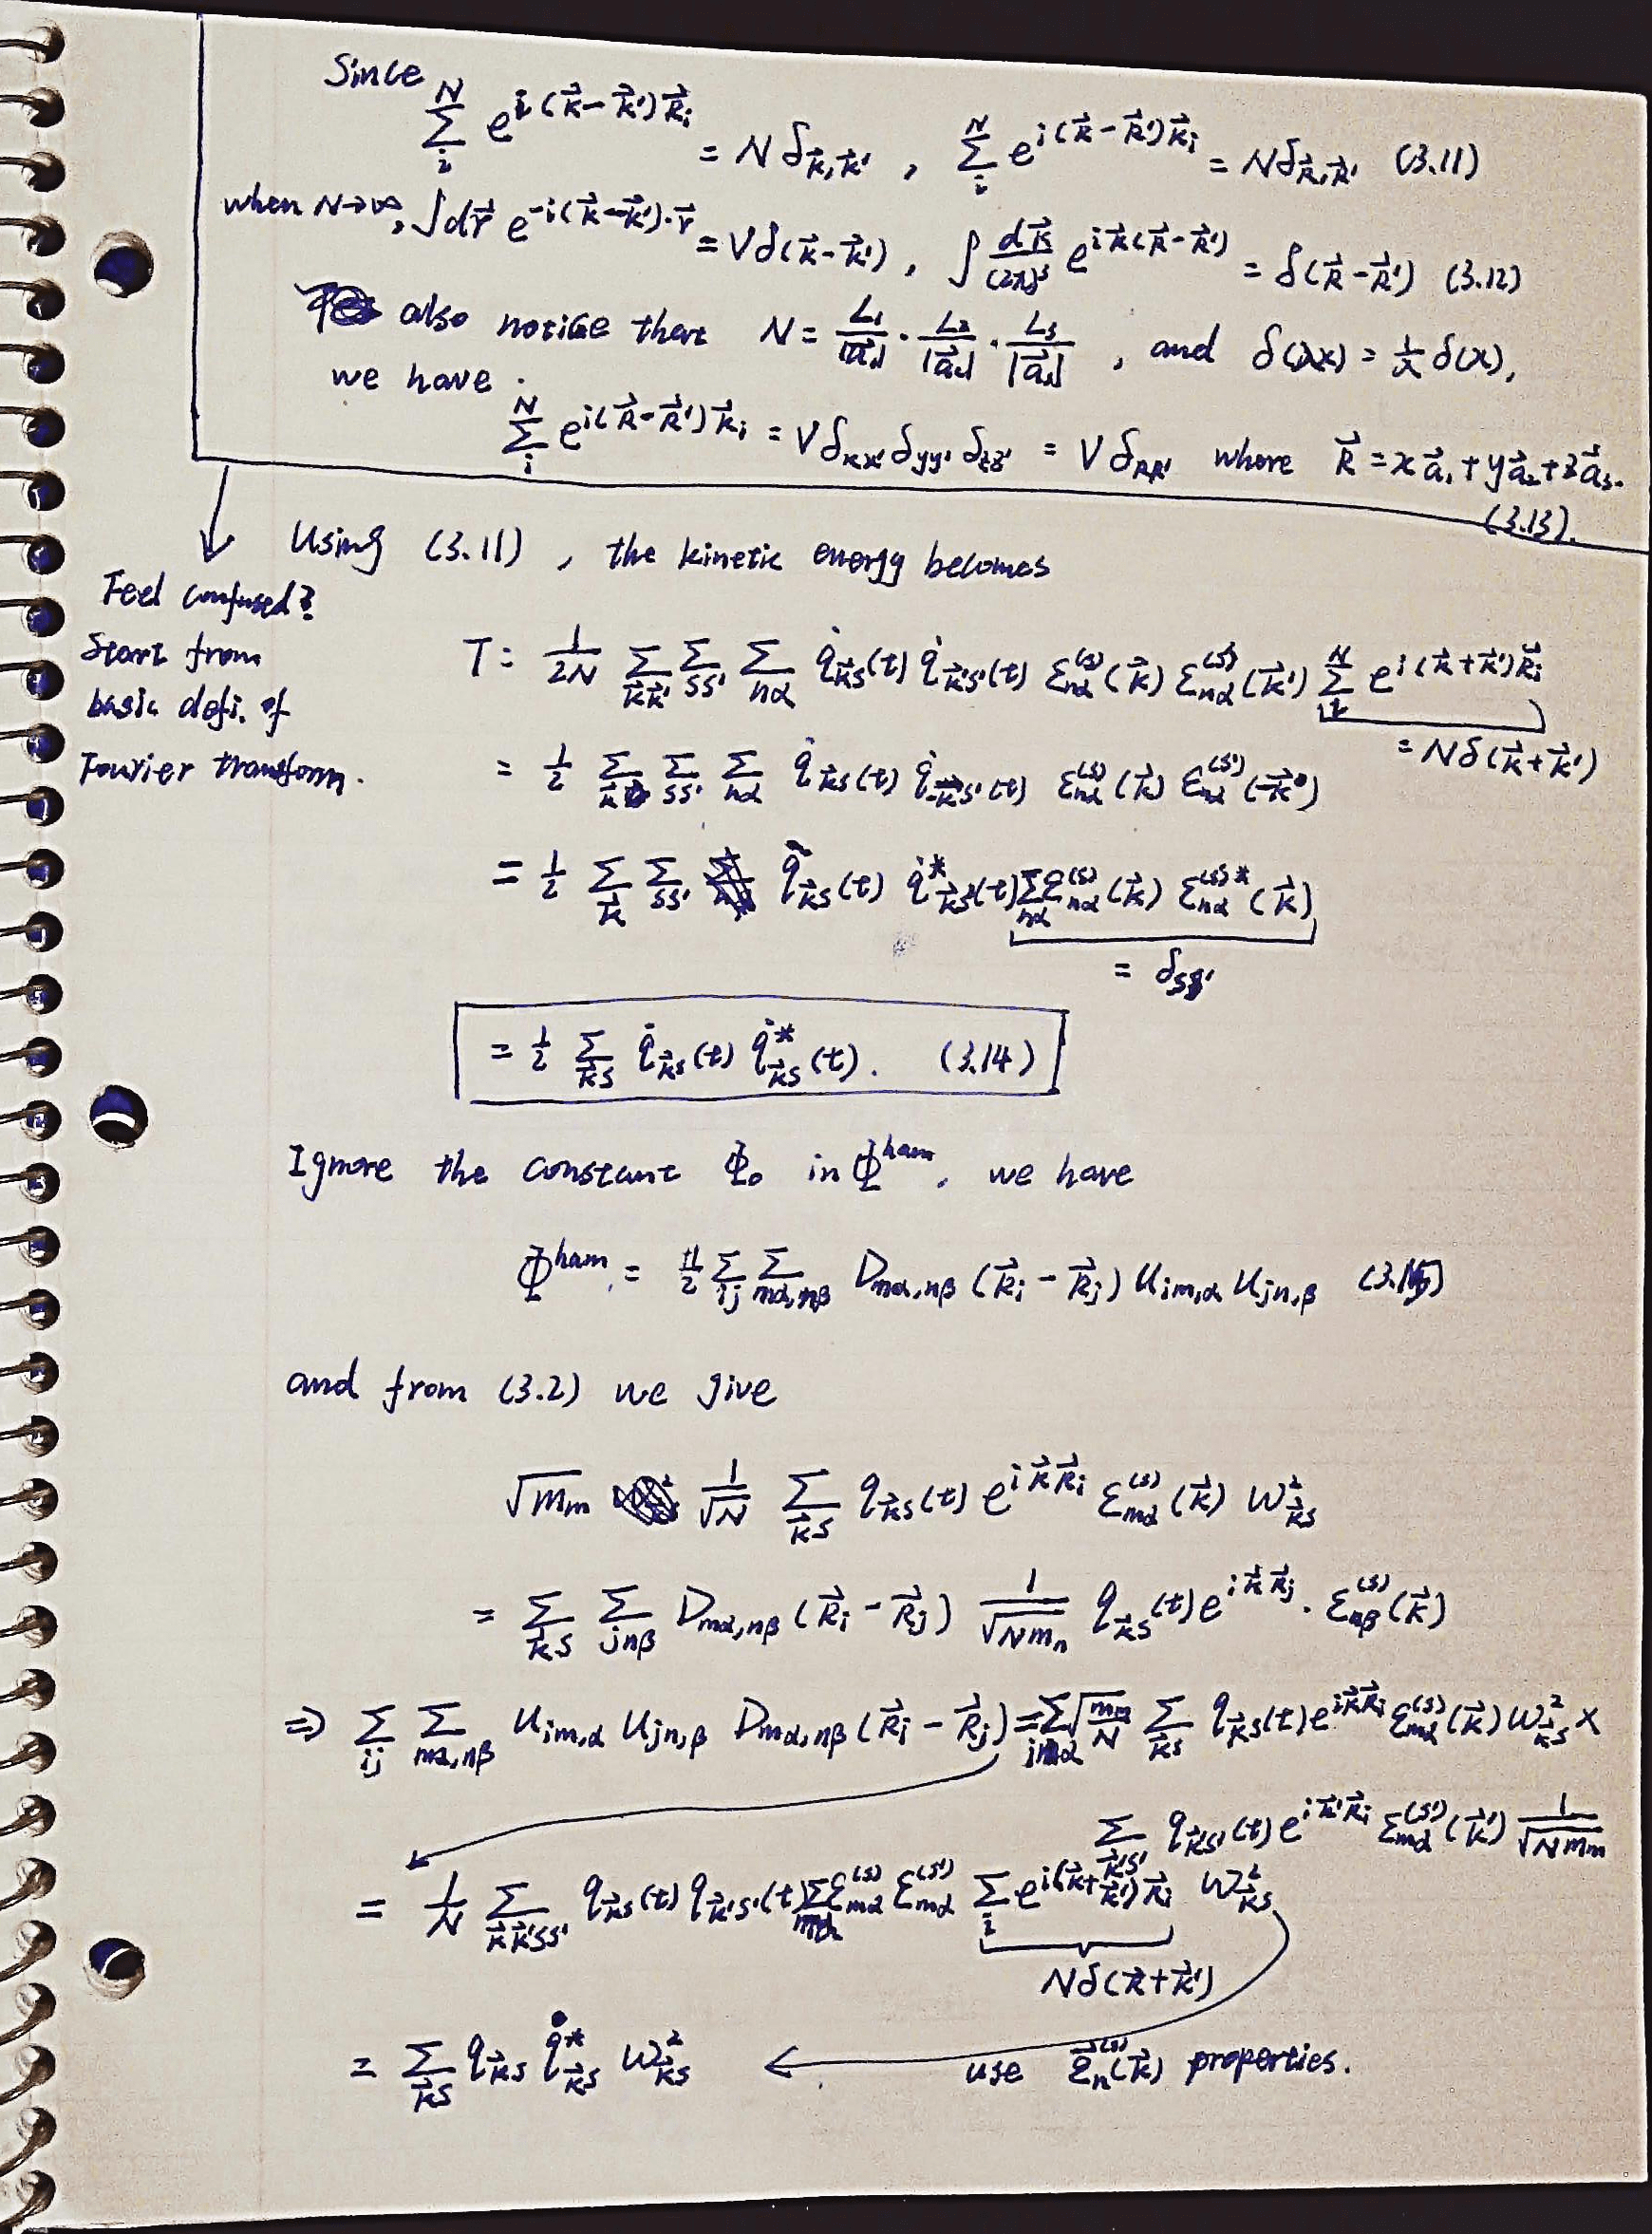 Since
$\sum_{i}^{N} e^{i(\vec{k}-\vec{k}')\vec{R}_i} = N\delta_{\vec{k},\vec{k}'}$ , $\sum_{i}^{N} e^{i(\vec{R}-\vec{R}')\vec{k}_i} = N\delta_{\vec{R},\vec{R}'}$ (3.11)
when N→∞, $\int d\vec{r}\, e^{-i(\vec{k}-\vec{k}')\cdot\vec{r}} = V\delta(\vec{k}-\vec{k}')$ , $\int \frac{d\vec{k}}{(2\pi)^3} e^{i\vec{k}(\vec{R}-\vec{R}')} = \delta(\vec{R}-\vec{R}')$ (3.12)
also notice that $N = \frac{L_1}{|\vec{a}_1|}\cdot\frac{L_2}{|\vec{a}_2|}\cdot\frac{L_3}{|\vec{a}_3|}$ , and $\delta(\lambda x) = \frac{1}{\lambda}\delta(x)$,
we have
$\sum_{i}^{N} e^{i(\vec{R}-\vec{R}')\vec{k}_i} = V\delta_{xx'}\delta_{yy'}\delta_{zz'} = V\delta_{RR'}$ where $\vec{R} = x\vec{a}_1+y\vec{a}_2+z\vec{a}_3$.
(3.13).
Using (3.11) , the kinetic energy becomes
Feel confused?
Start from
basic defi. of
Fourier transform.
$T = \frac{1}{2N}\sum_{\vec{k}\vec{k}'}\sum_{ss'}\sum_{n\alpha} \dot{q}_{\vec{k}s}(t)\dot{q}_{\vec{k}'s'}(t)\varepsilon_{n\alpha}^{(s)}(\vec{k})\varepsilon_{n\alpha}^{(s')}(\vec{k}')\sum_{i}^{N} e^{i(\vec{k}+\vec{k}')\vec{R}_i}$
$= N\delta(\vec{k}+\vec{k}')$
$= \frac{1}{2}\sum_{\vec{k}}\sum_{ss'}\sum_{n\alpha} \dot{q}_{\vec{k}s}(t)\dot{q}_{-\vec{k}s'}(t)\varepsilon_{n\alpha}^{(s)}(\vec{k})\varepsilon_{n\alpha}^{(s')}(-\vec{k})$
$= \frac{1}{2}\sum_{\vec{k}}\sum_{ss'} \dot{q}_{\vec{k}s}(t)\dot{q}^*_{\vec{k}s'}(t)\sum_{n\alpha}\varepsilon_{n\alpha}^{(s)}(\vec{k})\varepsilon_{n\alpha}^{(s)*}(\vec{k})$
$= \delta_{ss'}$
$= \frac{1}{2}\sum_{\vec{k}s}\dot{q}_{\vec{k}s}(t)\dot{q}^*_{\vec{k}s}(t).$ (3.14)
Ignore the constant $\Phi_0$ in $\Phi^{ham}$, we have
$\Phi^{ham} = \frac{1}{2}\sum_{ij}\sum_{m\alpha,n\beta} D_{m\alpha,n\beta}(\vec{R}_i-\vec{R}_j)u_{im,\alpha}u_{jn,\beta}$ (3.15)
and from (3.2) we give
$\sqrt{m_m}\frac{1}{\sqrt{N}}\sum_{\vec{k}s} q_{\vec{k}s}(t)e^{i\vec{k}\vec{R}_i}\varepsilon_{m\alpha}^{(s)}(\vec{k})\omega^2_{\vec{k}s}$
$= \sum_{\vec{k}s}\sum_{jn\beta} D_{m\alpha,n\beta}(\vec{R}_i-\vec{R}_j)\frac{1}{\sqrt{Nm_n}}q_{\vec{k}s}(t)e^{i\vec{k}\vec{R}_j}\cdot\varepsilon_{n\beta}^{(s)}(\vec{k})$
$\Rightarrow \sum_{ij}\sum_{m\alpha,n\beta} u_{im,\alpha}u_{jn,\beta}D_{m\alpha,n\beta}(\vec{R}_i-\vec{R}_j) = \sum_{im\alpha}\sqrt{\frac{m_m}{N}}\sum_{\vec{k}s} q_{\vec{k}s}(t)e^{i\vec{k}\vec{R}_i}\varepsilon_{m\alpha}^{(s)}(\vec{k})\omega^2_{\vec{k}s}\times$
$\sum_{\vec{k}'s'} q_{\vec{k}'s'}(t)e^{i\vec{k}'\vec{R}_i}\varepsilon_{m\alpha}^{(s')}(\vec{k}')\frac{1}{\sqrt{Nm_m}}$
$= \frac{1}{N}\sum_{\vec{k}\vec{k}'ss'} q_{\vec{k}s}(t)q_{\vec{k}'s'}(t)\sum_{m\alpha}\varepsilon_{m\alpha}^{(s)}\varepsilon_{m\alpha}^{(s')}\sum_{i} e^{i(\vec{k}+\vec{k}')\vec{R}_i}\omega^2_{\vec{k}s}$
$N\delta(\vec{k}+\vec{k}')$
$= \sum_{\vec{k}s} q_{\vec{k}s}\dot{q}^*_{\vec{k}s}\omega^2_{\vec{k}s}$ ← use $\vec{\varepsilon}_n^{(s)}(\vec{k})$ properties.